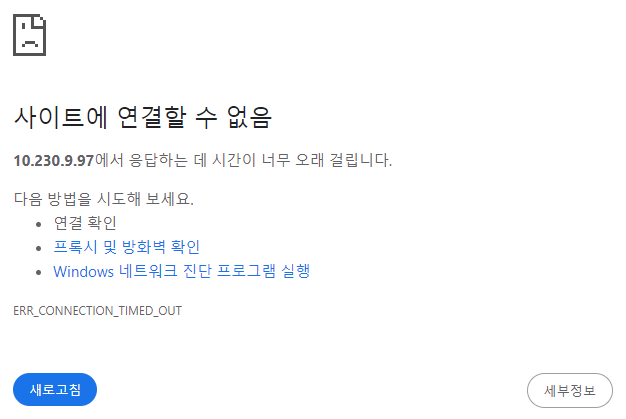 사이트에 연결할 수 없음
10.230.9.97에서 응답하는 데 시간이 너무 오래 걸립니다.
다음 방법을 시도해 보세요.
• 연결 확인
• 프록시 및 방화벽 확인
• Windows 네트워크 진단 프로그램 실행
ERR_CONNECTION_TIMED_OUT
새로고침
세부정보